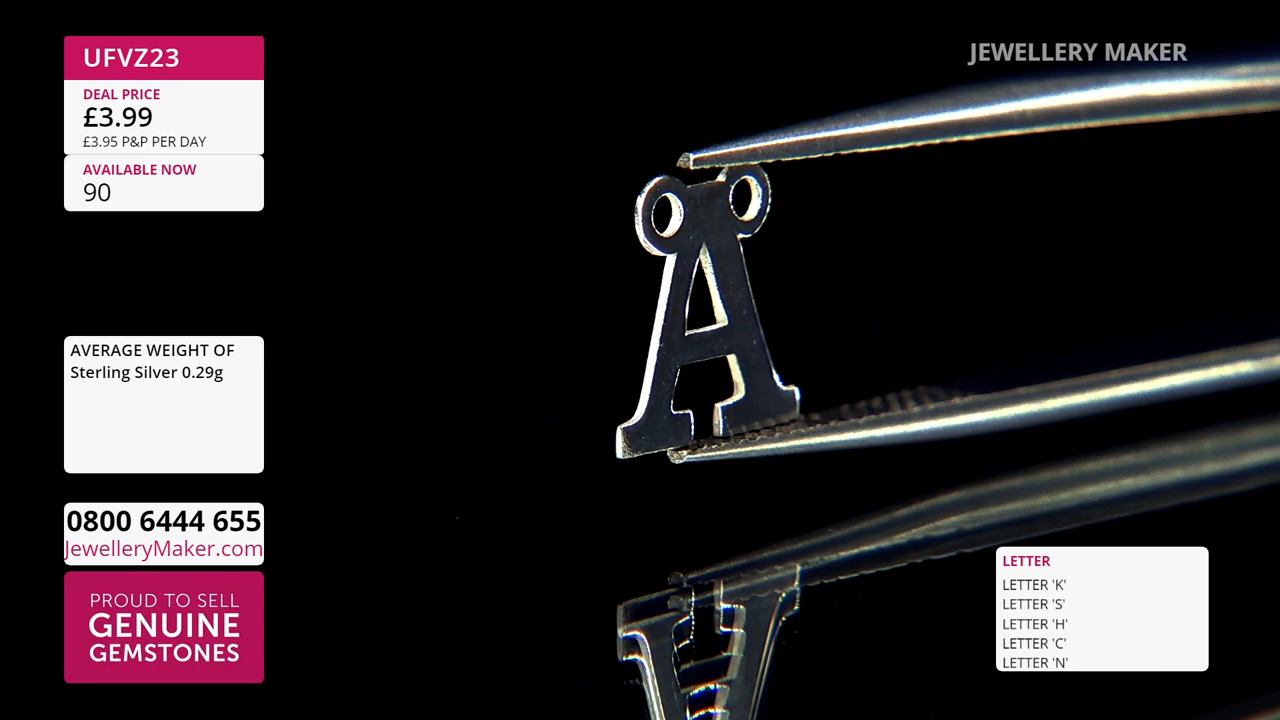 UFVZ23
DEAL PRICE
£3.99
£3.95 P&P PER DAY
AVAILABLE NOW
90
AVERAGE WEIGHT OF
Sterling Silver 0.29g
0800 6444 655
JewelleryMaker.com
PROUD TO SELL
GENUINE
GEMSTONES
JEWELLERY MAKER
A
LETTER
LETTER 'K'
LETTER 'S'
LETTER 'H'
LETTER 'C'
LETTER 'N'